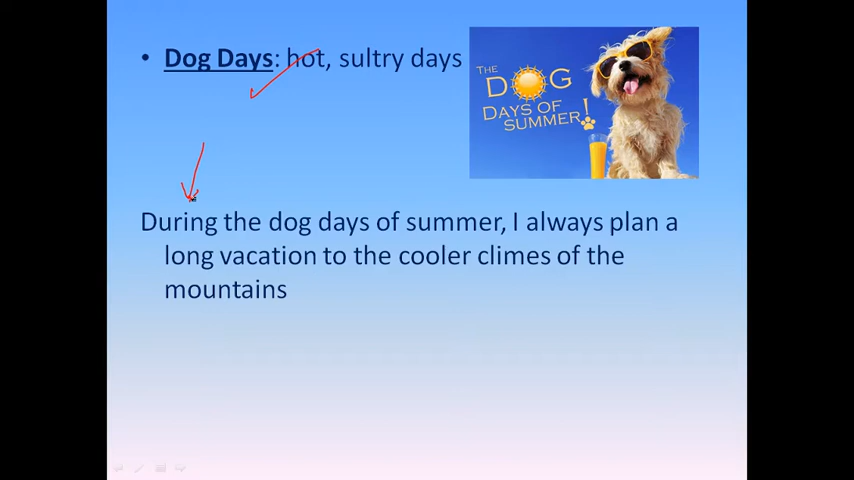 • Dog Days: hot, sultry days
THE
DOG
DAYS OF
SUMMER!
During the dog days of summer, I always plan a
long vacation to the cooler climes of the
mountains